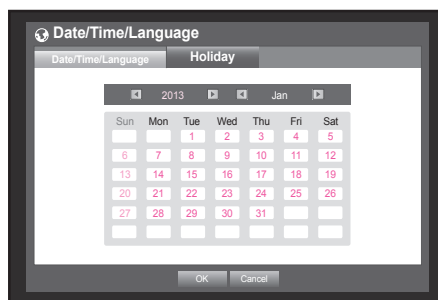 Date/Time/Language
Date/Time/Language Holiday
2013 Jan
Sun Mon Tue Wed Thu Fri Sat
1 2 3 4 5
6 7 8 9 10 11 12
13 14 15 16 17 18 19
20 21 22 23 24 25 26
27 28 29 30 31
OK Cancel